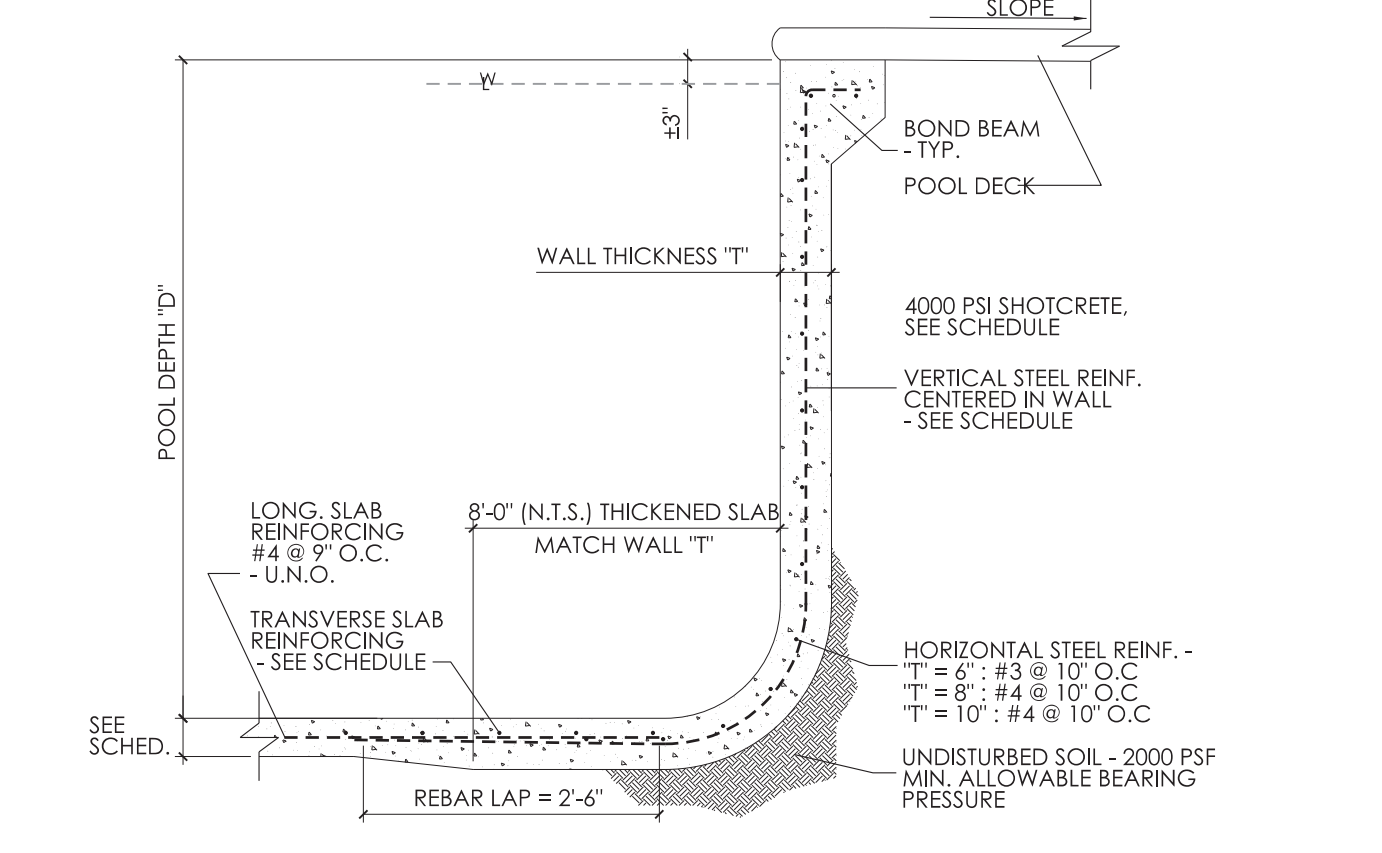 SLOPE
WL
±3"
BOND BEAM
- TYP.
POOL DECK
WALL THICKNESS "T"
POOL DEPTH "D"
4000 PSI SHOTCRETE,
SEE SCHEDULE
VERTICAL STEEL REINF.
CENTERED IN WALL
- SEE SCHEDULE
8'-0" (N.T.S.) THICKENED SLAB
MATCH WALL "T"
LONG. SLAB
REINFORCING
#4 @ 9" O.C.
- U.N.O.
TRANSVERSE SLAB
REINFORCING
- SEE SCHEDULE
HORIZONTAL STEEL REINF. -
"T" = 6" : #3 @ 10" O.C
"T" = 8" : #4 @ 10" O.C
"T" = 10" : #4 @ 10" O.C
SEE
SCHED.
UNDISTURBED SOIL - 2000 PSF
MIN. ALLOWABLE BEARING
PRESSURE
REBAR LAP = 2'-6"